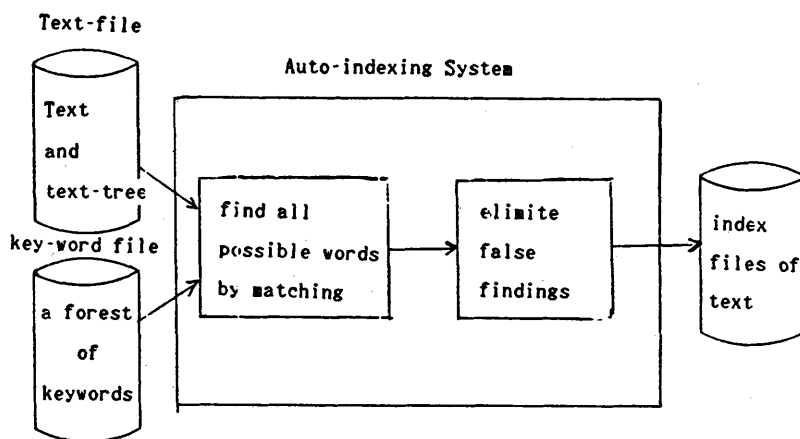 Text-file
Text
and
text-tree
key-word file
a forest
of
keywords
Auto-indexing System
find all
possible words
by matching
elimite
false
findings
index
files of
text